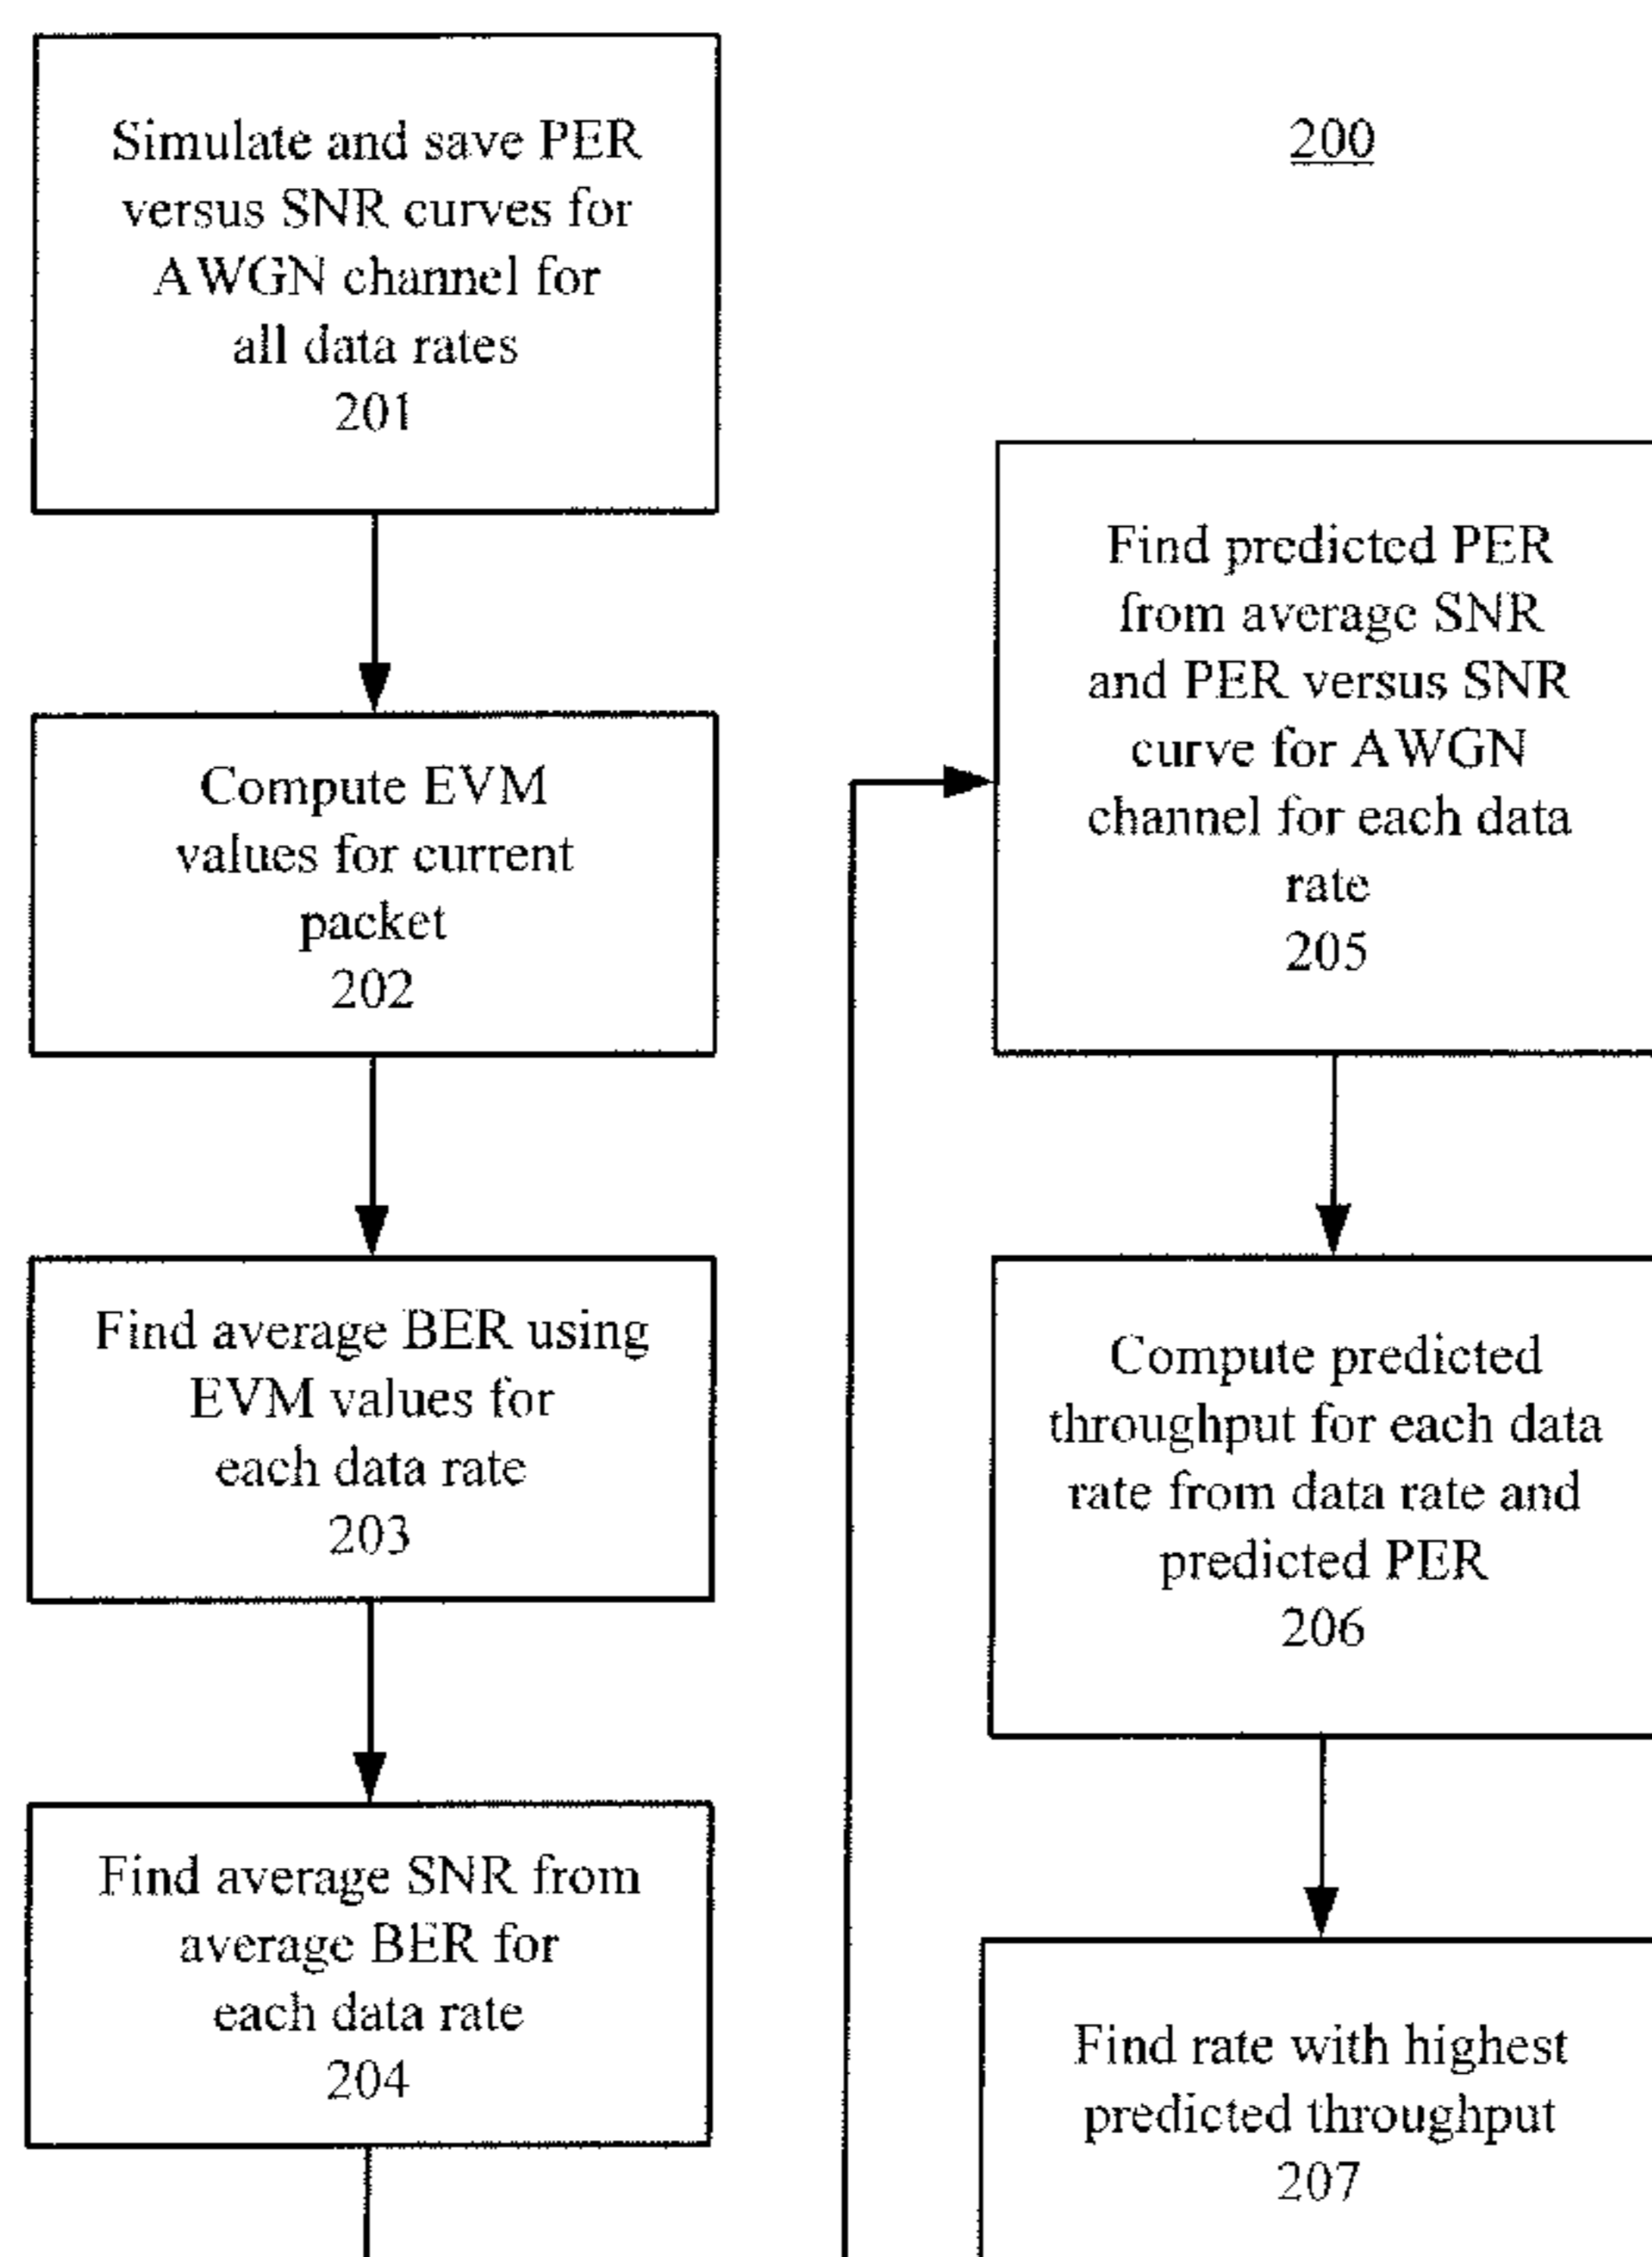 Simulate and save PER
versus SNR curves for
AWGN channel for
all data rates
201
Compute EVM
values for current
packet
202
Find average BER using
EVM values for
each data rate
203
Find average SNR from
average BER for
each data rate
204
200
Find predicted PER
from average SNR
and PER versus SNR
curve for AWGN
channel for each data
rate
205
Compute predicted
throughput for each data
rate from data rate and
predicted PER
206
Find rate with highest
predicted throughput
207